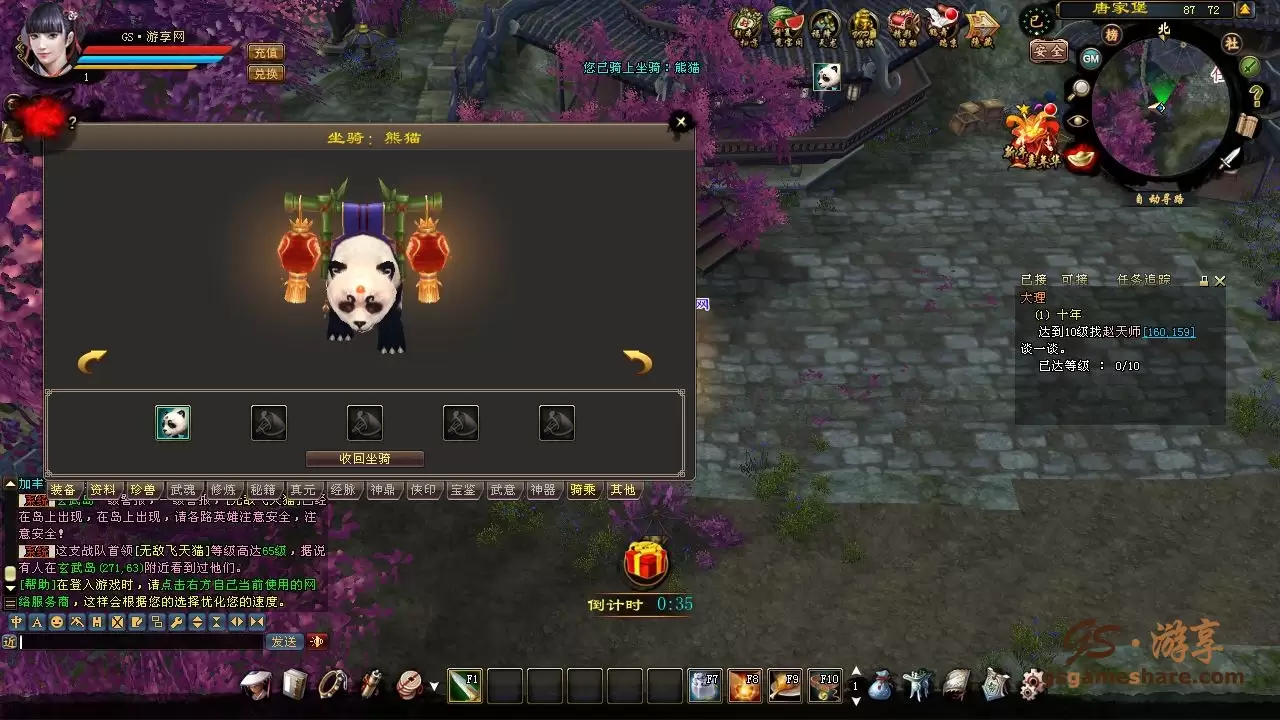 GS·游享网
充值
兑换
1
?
您已骑上坐骑：熊猫
唐家堡
87 72
安全
榜
北
社
GM
自动寻路
坐骑：熊猫
收回坐骑
装备 资料 珍兽 武魂 修炼 秘籍 真元 经脉 神鼎 侠印 宝鉴 武意 神器 骑乘 其他
已接 可接 任务追踪
大理
(1) 十年
达到10级找赵天师[160,159]
谈一谈。
已达等级 : 0/10
网
在岛上出现，在岛上出现，请各路英雄注意安全，注
意安全!
这支战队首领[无敌飞天猫]等级高达65级，据说
有人在玄武岛(271,63)附近看到过他们。
[帮助]在登入游戏时，请点击右方自己当前使用的网
络服务商，这样会根据您的选择优化您的速度。
近
发送
倒计时 0:35
F1 F7 F8 F9 F10 1
GS·游享
gsgameshare.com